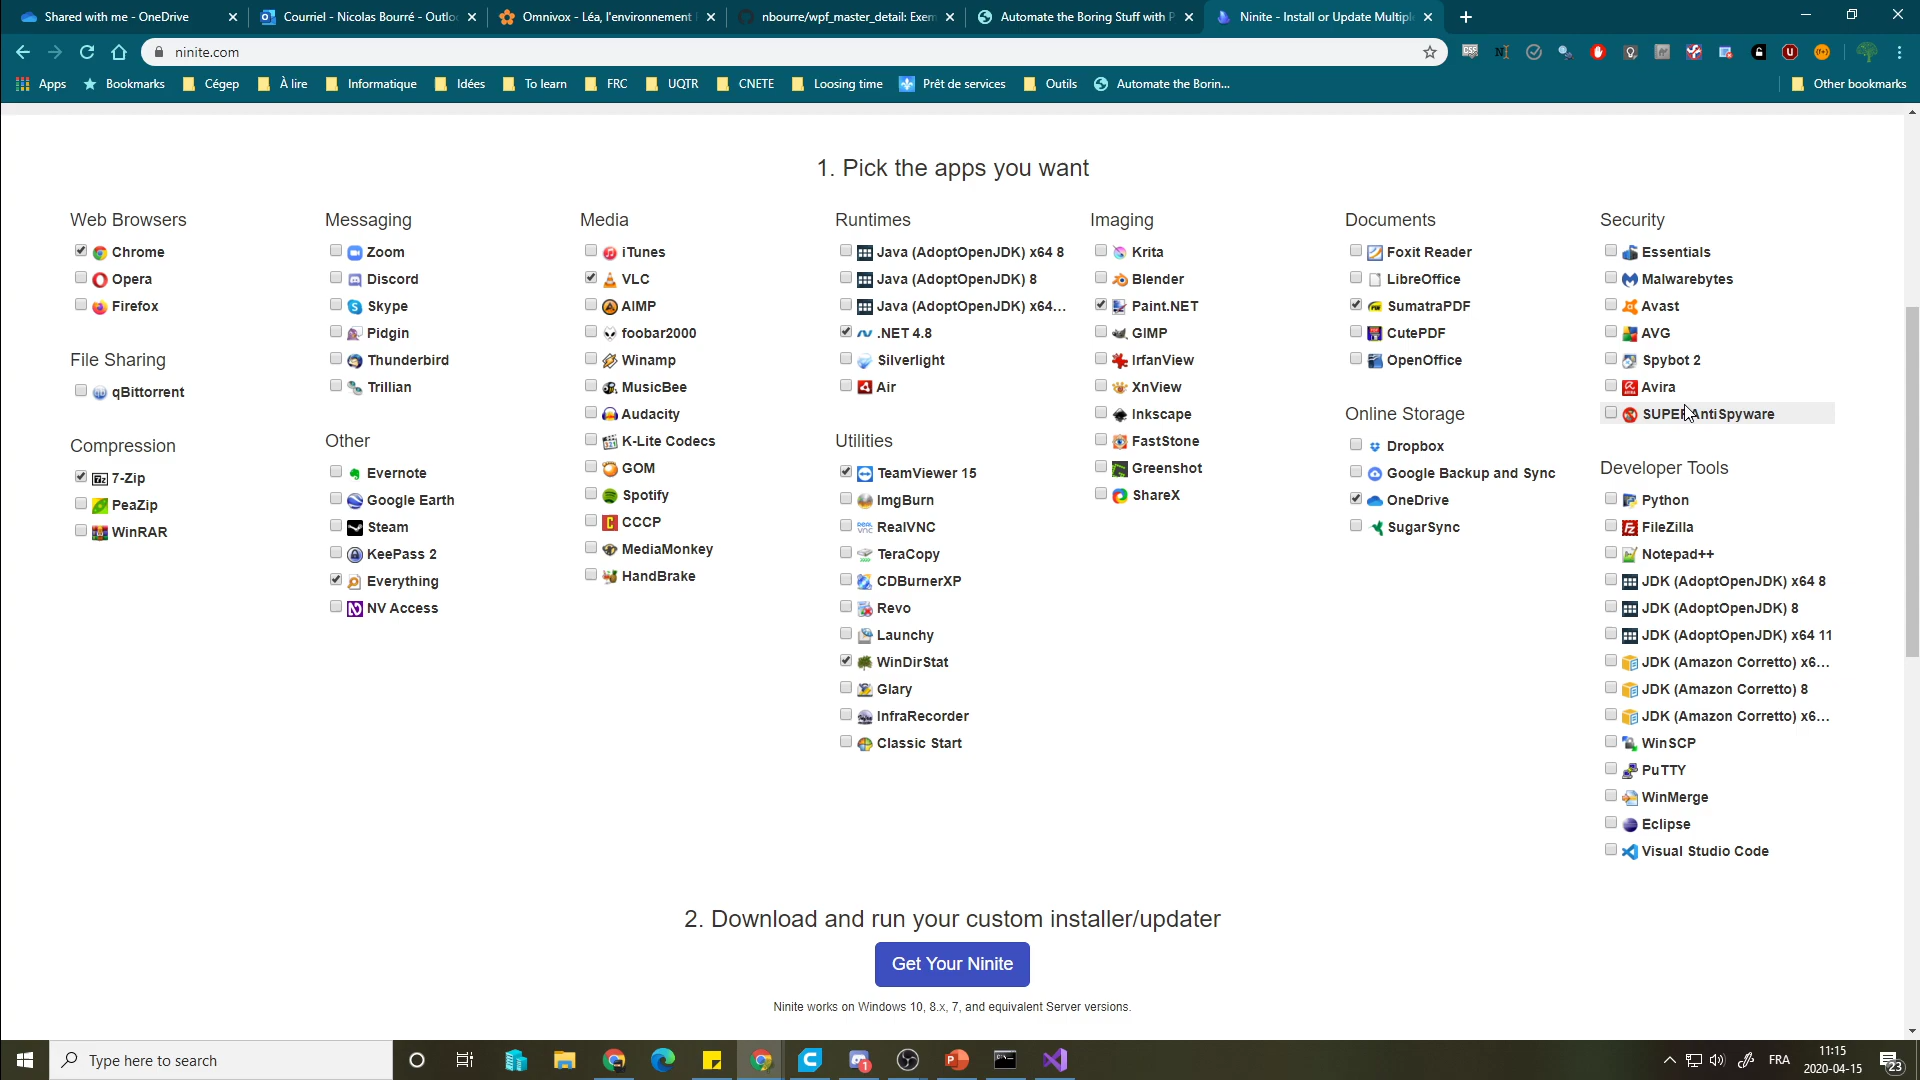 Shared with me - OneDrive
Courriel - Nicolas Bourré - Outlo
Omnivox - Léa, l'environnement
nbourre/wpf_master_detail: Exem
Automate the Boring Stuff with P
Ninite - Install or Update Multipl
ninite.com
Apps
Bookmarks
Cégep
À lire
Informatique
Idées
To learn
FRC
UQTR
CNETE
Loosing time
Prêt de services
Outils
Automate the Borin...
Other bookmarks
1. Pick the apps you want
Web Browsers
Chrome
Opera
Firefox
File Sharing
qBittorrent
Compression
7-Zip
PeaZip
WinRAR
Messaging
Zoom
Discord
Skype
Pidgin
Thunderbird
Trillian
Other
Evernote
Google Earth
Steam
KeePass 2
Everything
NV Access
Media
iTunes
VLC
AIMP
foobar2000
Winamp
MusicBee
Audacity
K-Lite Codecs
GOM
Spotify
CCCP
MediaMonkey
HandBrake
Runtimes
Java (AdoptOpenJDK) x64 8
Java (AdoptOpenJDK) 8
Java (AdoptOpenJDK) x64...
.NET 4.8
Silverlight
Air
Utilities
TeamViewer 15
ImgBurn
RealVNC
TeraCopy
CDBurnerXP
Revo
Launchy
WinDirStat
Glary
InfraRecorder
Classic Start
Imaging
Krita
Blender
Paint.NET
GIMP
IrfanView
XnView
Inkscape
FastStone
Greenshot
ShareX
Documents
Foxit Reader
LibreOffice
SumatraPDF
CutePDF
OpenOffice
Online Storage
Dropbox
Google Backup and Sync
OneDrive
SugarSync
Security
Essentials
Malwarebytes
Avast
AVG
Spybot 2
Avira
SUPERAntiSpyware
Developer Tools
Python
FileZilla
Notepad++
JDK (AdoptOpenJDK) x64 8
JDK (AdoptOpenJDK) 8
JDK (AdoptOpenJDK) x64 11
JDK (Amazon Corretto) x6...
JDK (Amazon Corretto) 8
JDK (Amazon Corretto) x6...
WinSCP
PuTTY
WinMerge
Eclipse
Visual Studio Code
2. Download and run your custom installer/updater
Get Your Ninite
Ninite works on Windows 10, 8.x, 7, and equivalent Server versions.
Type here to search
FRA
11:15
2020-04-15
23